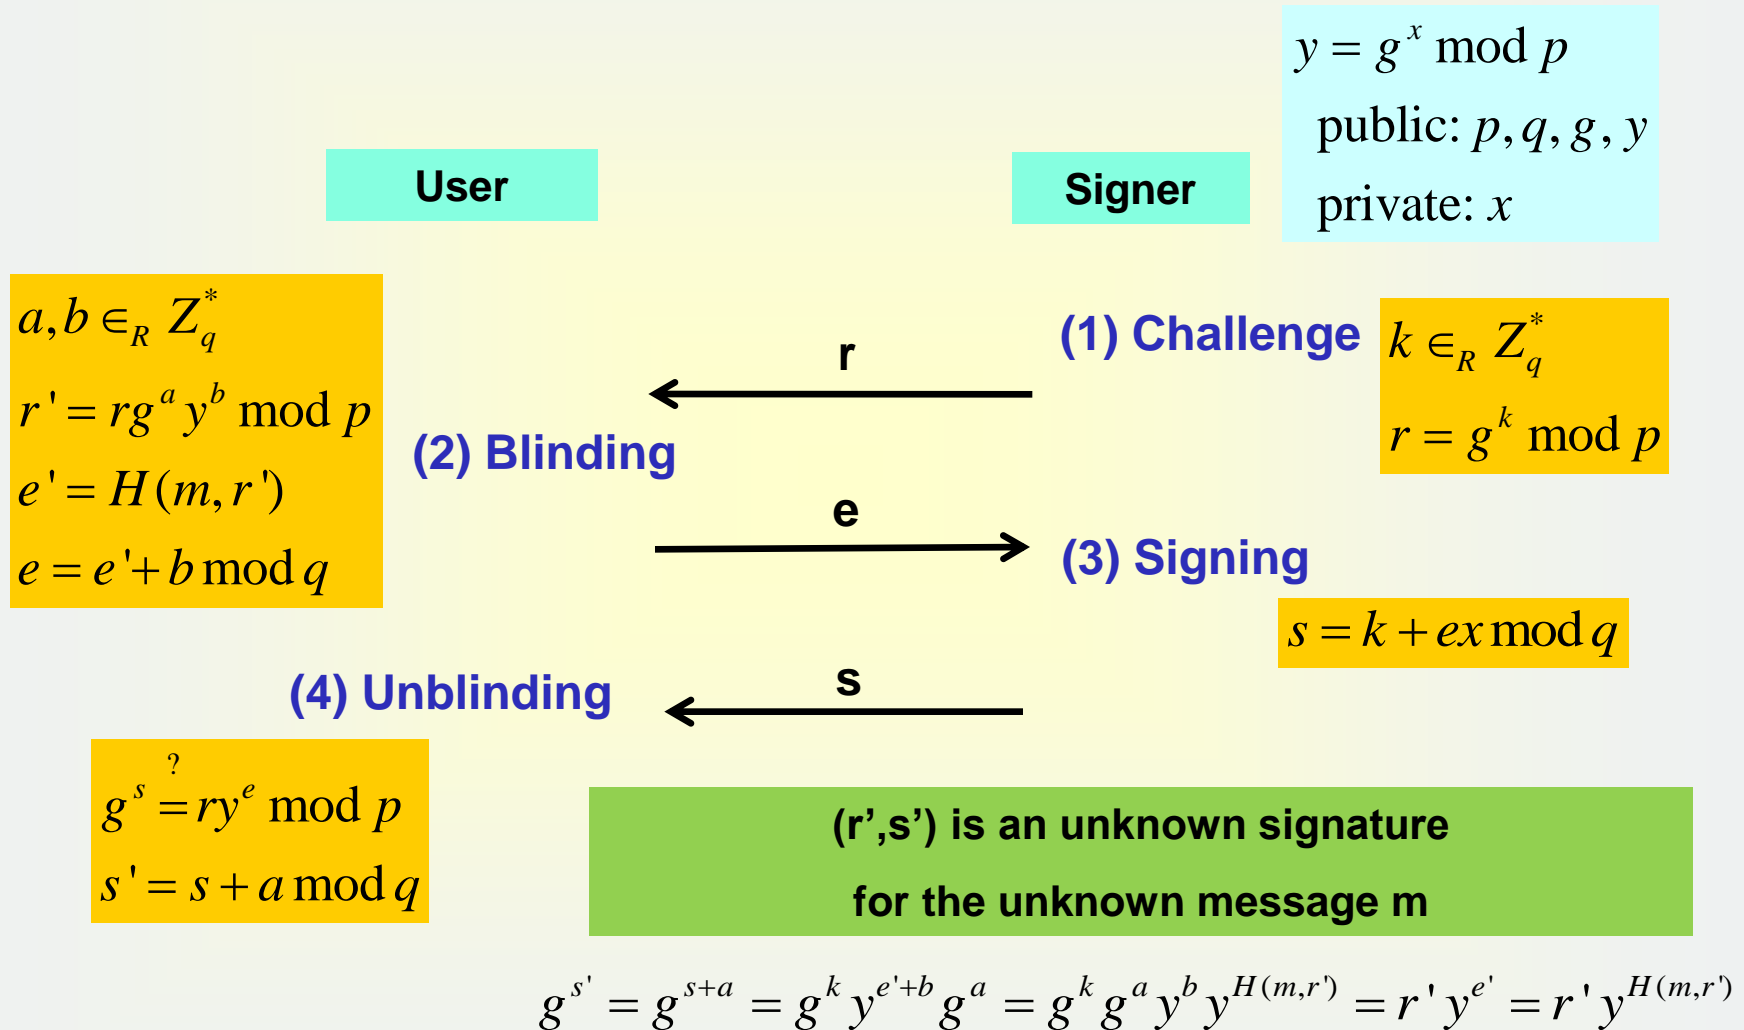 y = g^x mod p
public: p, q, g, y
private: x
User
Signer
a, b ∈_R Z_q^*
r' = rg^a y^b mod p
e' = H(m, r')
e = e'+ b mod q
(1) Challenge
k ∈_R Z_q^*
r = g^k mod p
r
(2) Blinding
e
(3) Signing
s = k + ex mod q
s
(4) Unblinding
g^s =^? ry^e mod p
s' = s + a mod q
(r',s') is an unknown signature
for the unknown message m
g^{s'} = g^{s+a} = g^k y^{e'+b} g^a = g^k g^a y^b y^{H(m,r')} = r' y^{e'} = r' y^{H(m,r')}